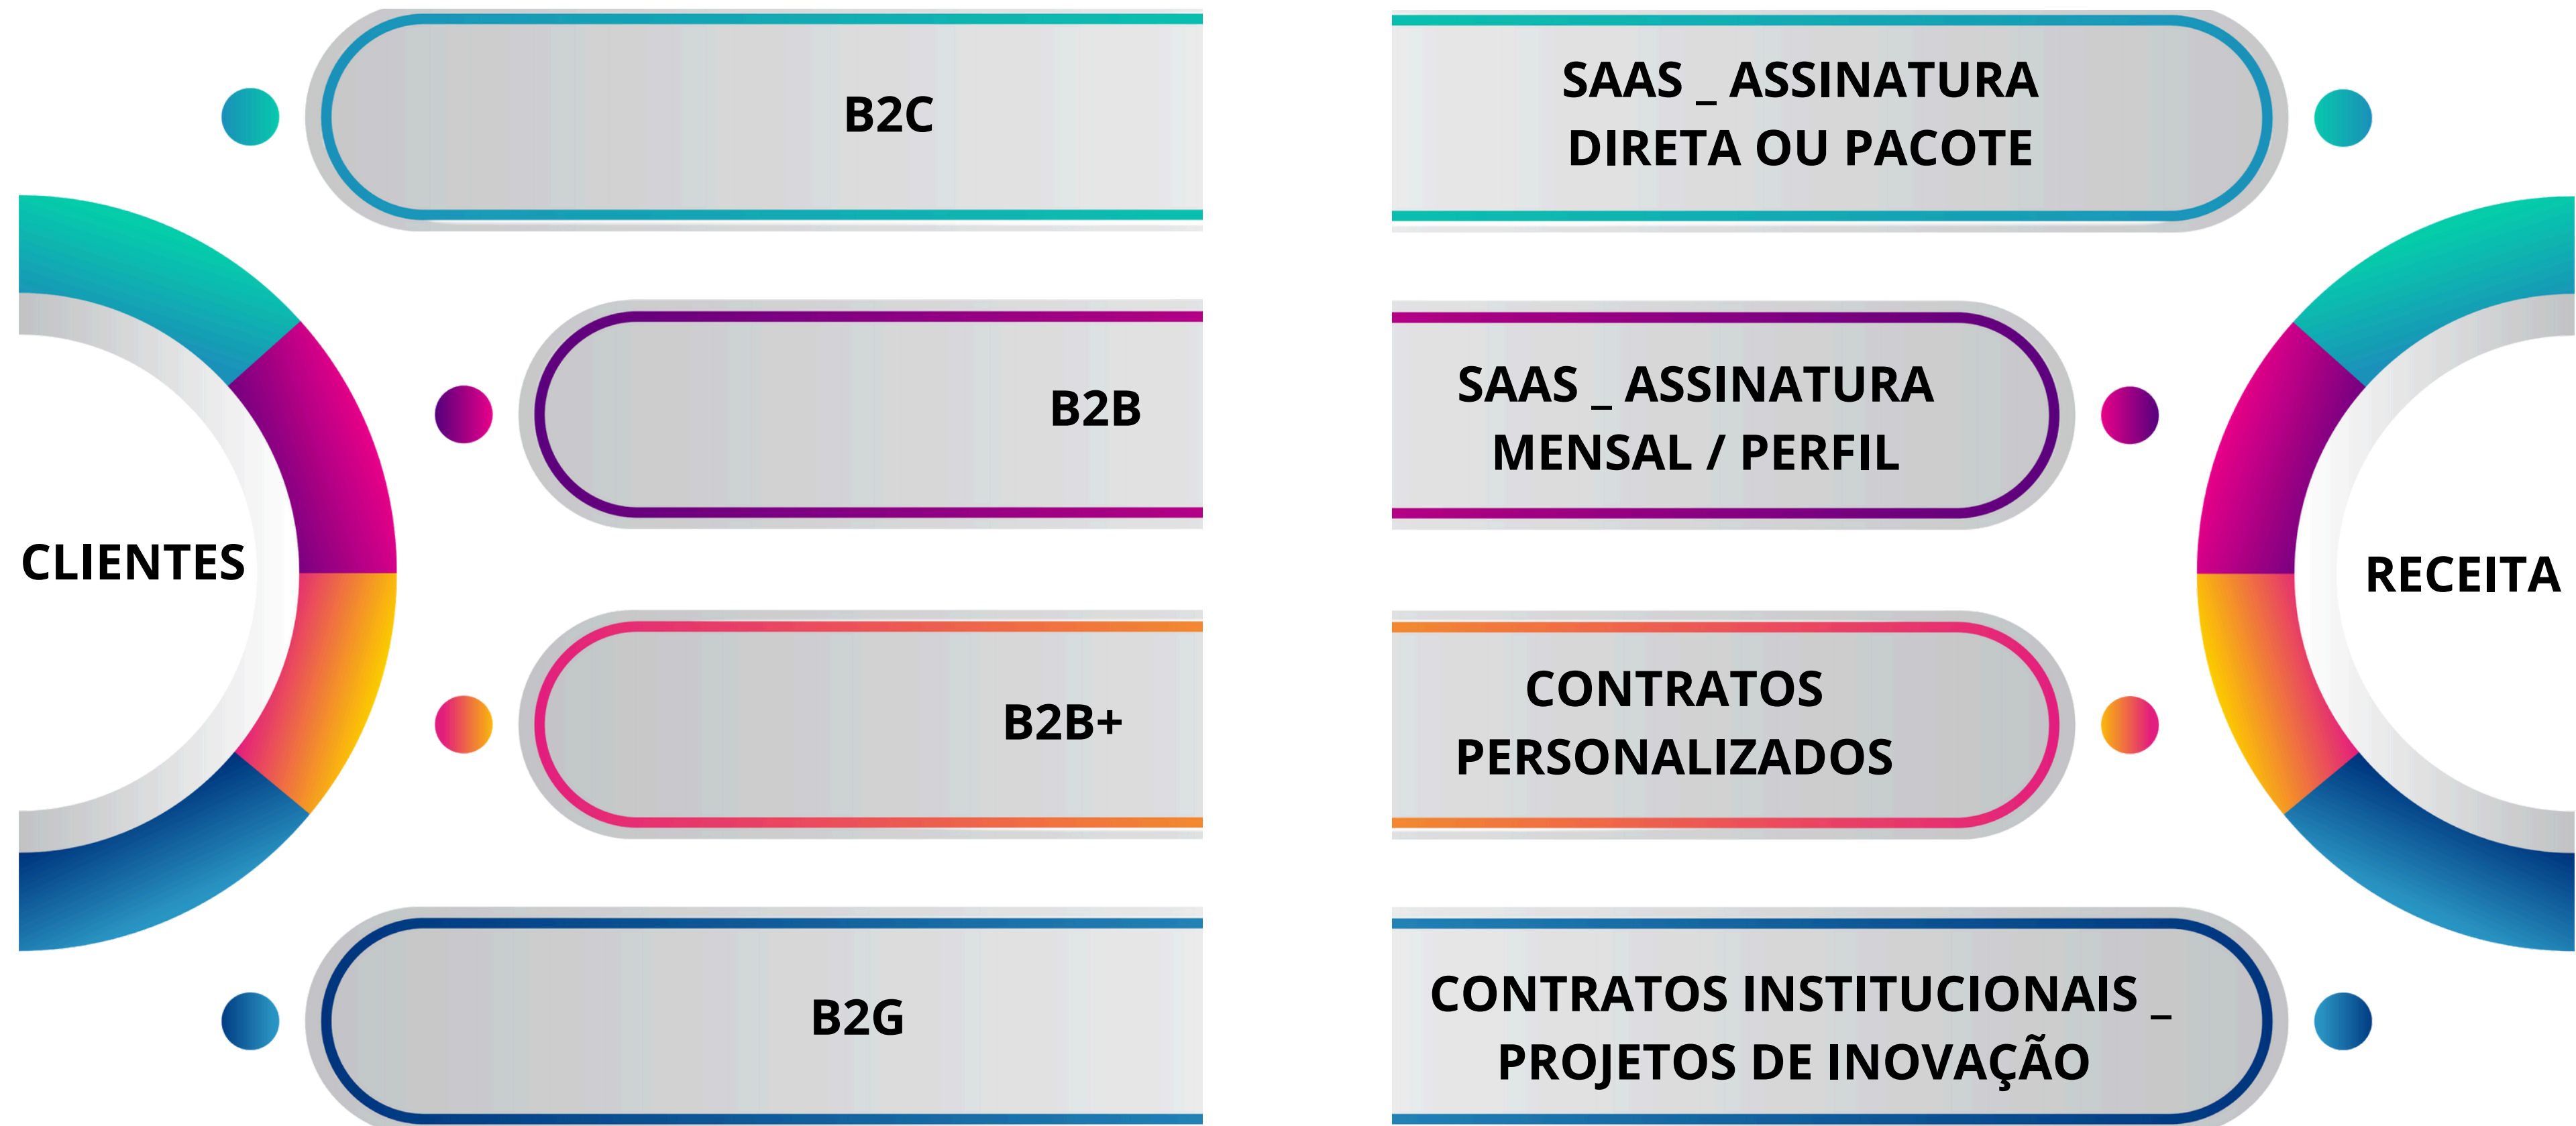 CLIENTES
B2C
SAAS _ ASSINATURA
DIRETA OU PACOTE
B2B
SAAS _ ASSINATURA
MENSAL / PERFIL
B2B+
CONTRATOS
PERSONALIZADOS
B2G
CONTRATOS INSTITUCIONAIS _
PROJETOS DE INOVAÇÃO
RECEITA